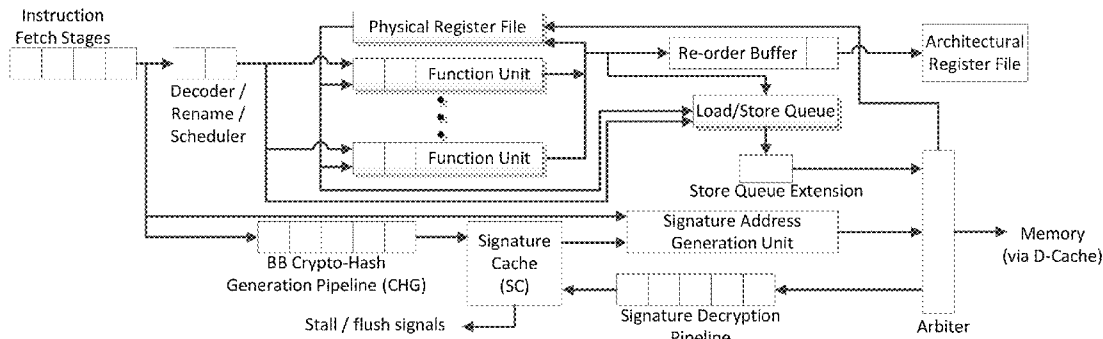 Instruction
Fetch Stages
Physical Register File
Re-order Buffer
Architectural
Register File
Function Unit
Decoder /
Rename /
Scheduler
Load/Store Queue
Function Unit
Store Queue Extension
Signature Address
Generation Unit
Signature
Cache
(SC)
Memory
(via D-Cache)
BB Crypto-Hash
Generation Pipeline (CHG)
Stall / flush signals
Signature Decryption
Pipeline
Arbiter